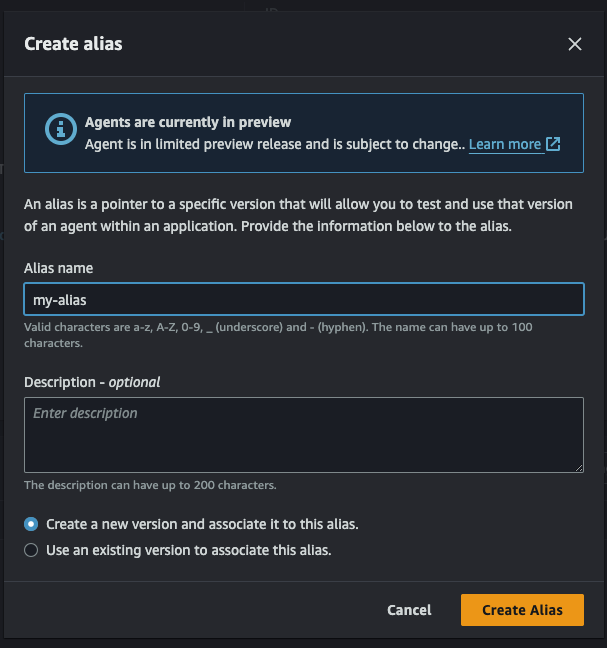 Create alias
Agents are currently in preview
Agent is in limited preview release and is subject to change.. Learn more
An alias is a pointer to a specific version that will allow you to test and use that version
of an agent within an application. Provide the information below to the alias.
Alias name
my-alias
Valid characters are a-z, A-Z, 0-9, _ (underscore) and - (hyphen). The name can have up to 100
characters.
Description - optional
Enter description
The description can have up to 200 characters.
Create a new version and associate it to this alias.
Use an existing version to associate this alias.
Cancel
Create Alias